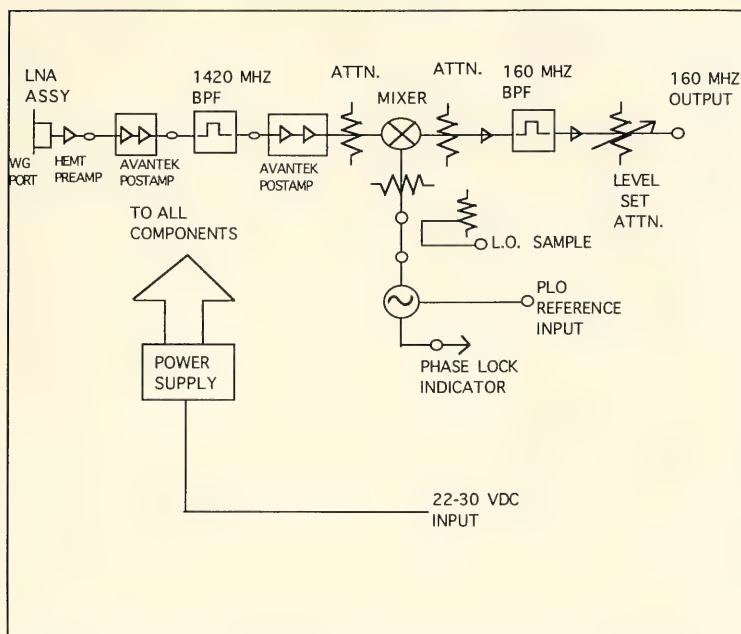 LNA
ASSY
1420 MHZ
BPF
ATTN.
MIXER
ATTN.
160 MHZ
BPF
160 MHZ
OUTPUT
WG
PORT
HEMT
PREAMP
AVANTEK
POSTAMP
AVANTEK
POSTAMP
LEVEL
SET
ATTN.
TO ALL
COMPONENTS
L.O. SAMPLE
PLO
REFERENCE
INPUT
POWER
SUPPLY
PHASE LOCK
INDICATOR
22-30 VDC
INPUT